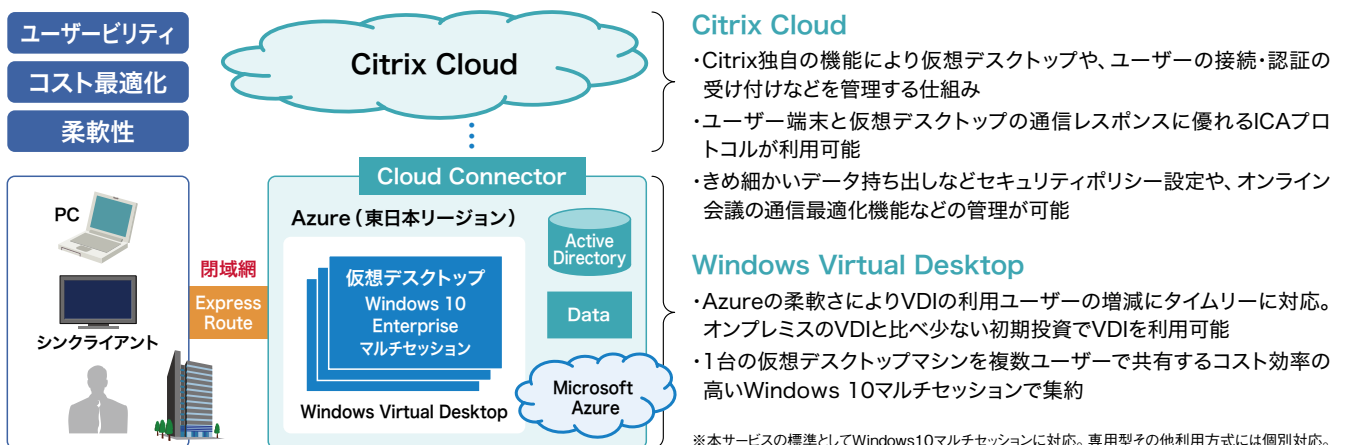 ユーザービリティ
コスト最適化
柔軟性
Citrix Cloud
Cloud Connector
PC
シンクライアント
閉域網
Express
Route
Azure（東日本リージョン）
仮想デスクトップ
Windows 10
Enterprise
マルチセッション
Windows Virtual Desktop
Active
Directory
Data
Microsoft
Azure
Citrix Cloud
・Citrix独自の機能により仮想デスクトップや、ユーザーの接続・認証の
受け付けなどを管理する仕組み
・ユーザー端末と仮想デスクトップの通信レスポンスに優れるICAプロ
トコルが利用可能
・きめ細かいデータ持ち出しなどセキュリティポリシー設定や、オンライン
会議の通信最適化機能などの管理が可能
Windows Virtual Desktop
・Azureの柔軟さによりVDIの利用ユーザーの増減にタイムリーに対応。
オンプレミスのVDIと比べ少ない初期投資でVDIを利用可能
・1台の仮想デスクトップマシンを複数ユーザーで共有するコスト効率の
高いWindows 10マルチセッションで集約
※本サービスの標準としてWindows10マルチセッションに対応。専用型その他利用方式には個別対応。